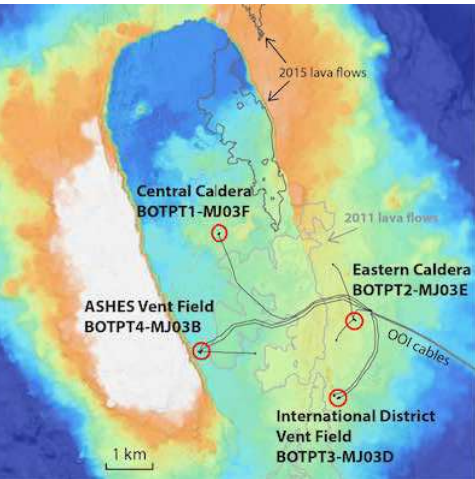 2015 lava flows
Central Caldera
BOTPT1-MJ03F
2011 lava flows
Eastern Caldera
BOTPT2-MJ03E
ASHES Vent Field
BOTPT4-MJ03B
OOI cables
International District
Vent Field
BOTPT3-MJ03D
1 km